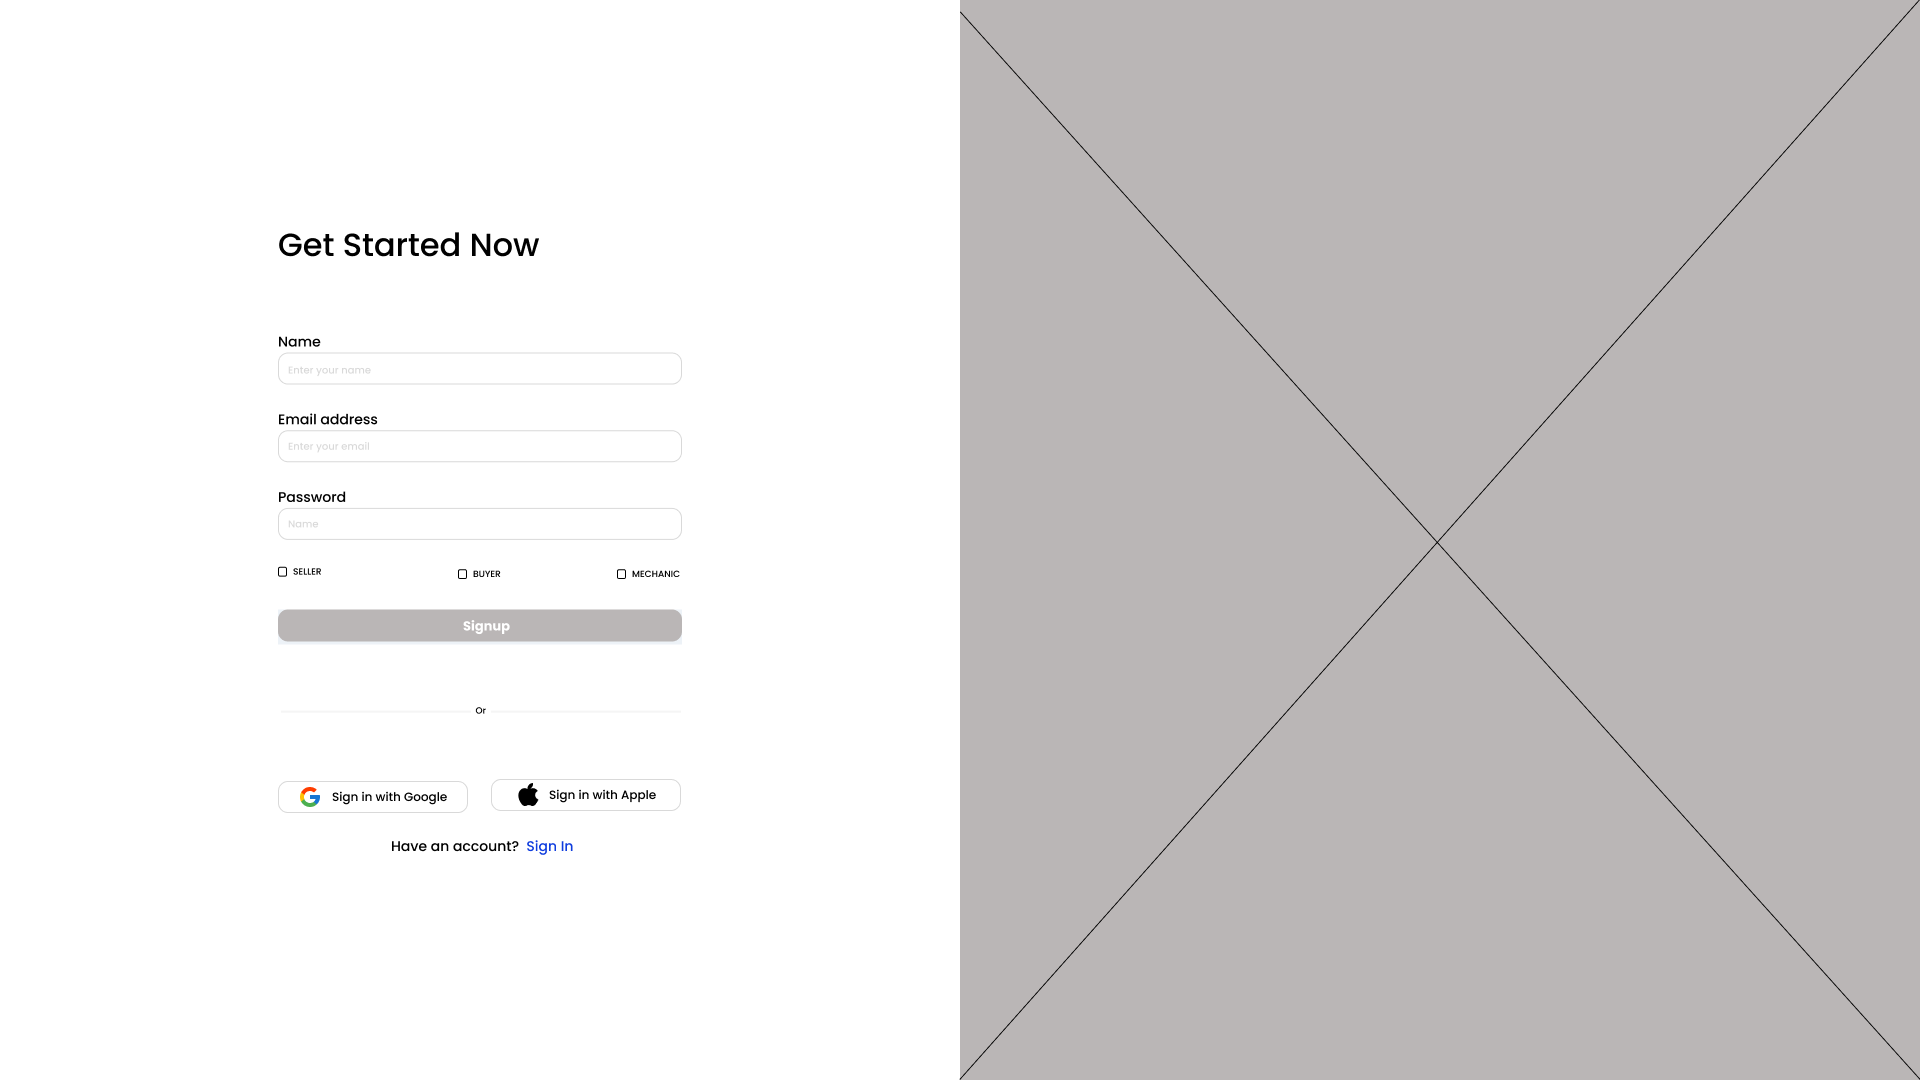 Get Started Now
Name
Enter your name
Email address
Enter your email
Password
Name
SELLER BUYER MECHANIC
Signup
Or
Sign in with Google Sign in with Apple
Have an account? Sign In